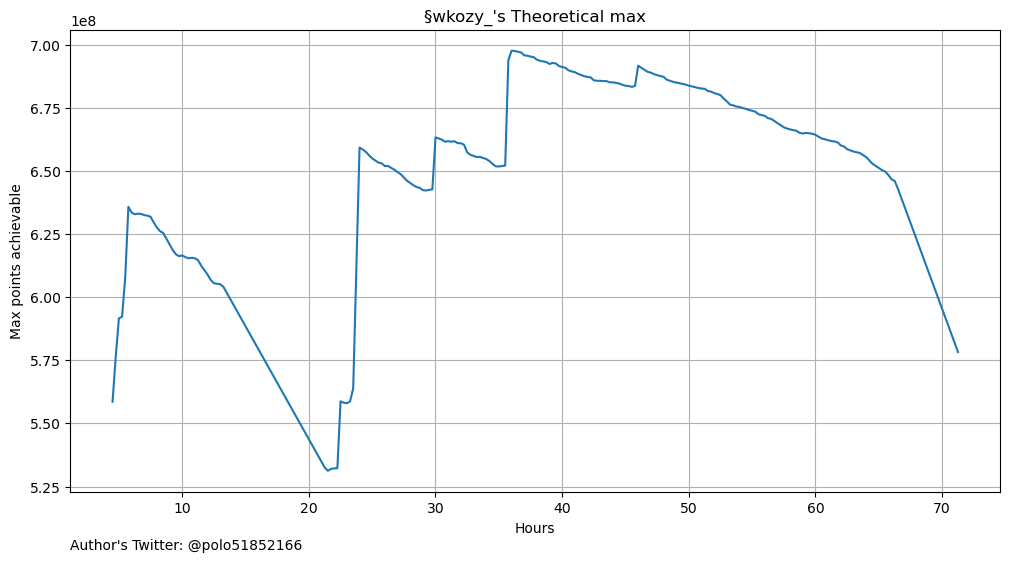 §wkozy_'s Theoretical max
1e8
7.00
6.75
6.50
6.25
6.00
5.75
5.50
5.25
Max points achievable
10 20 30 40 50 60 70
Hours
Author's Twitter: @polo51852166